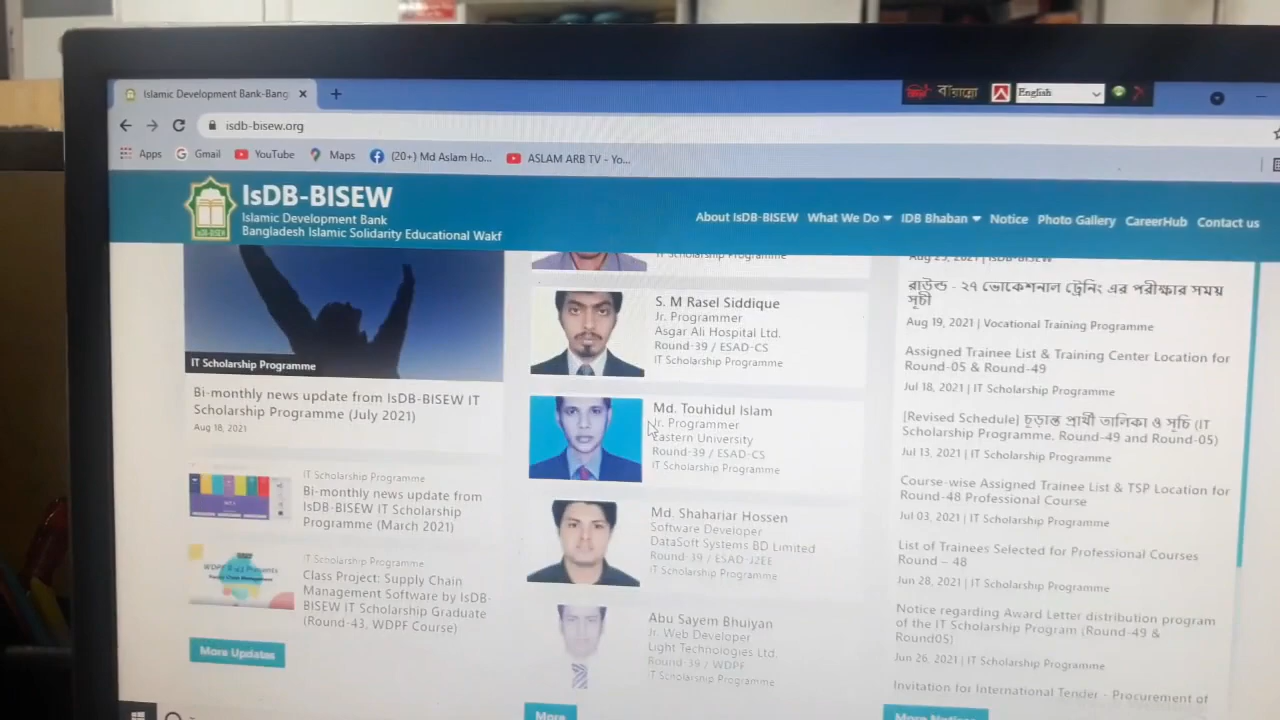 Islamic Development Bank-Bang
English
isdb-bisew.org
Apps
Gmail
YouTube
Maps
(20+) Md Aslam Ho...
ASLAM ARB TV - Yo...
IsDB-BISEW
Islamic Development Bank
Bangladesh Islamic Solidarity Educational Wakf
About IsDB-BISEW
What We Do
IDB Bhaban
Notice
Photo Gallery
CareerHub
Contact us
IT Scholarship Programme
Bi-monthly news update from IsDB-BISEW IT
Scholarship Programme (July 2021)
Aug 18, 2021
IT Scholarship Programme
Bi-monthly news update from
IsDB-BISEW IT Scholarship
Programme (March 2021)
IT Scholarship Programme
Class Project: Supply Chain
Management Software by IsDB-
BISEW IT Scholarship Graduate
(Round-43, WDPF Course)
More Updates
IT Scholarship Programme
S. M Rasel Siddique
Jr. Programmer
Asgar Ali Hospital Ltd.
Round-39 / ESAD-CS
IT Scholarship Programme
Md. Touhidul Islam
Jr. Programmer
Eastern University
Round-39 / ESAD-CS
IT Scholarship Programme
Md. Shahariar Hossen
Software Developer
DataSoft Systems BD Limited
Round-39 / ESAD-J2EE
IT Scholarship Programme
Abu Sayem Bhuiyan
Jr. Web Developer
Light Technologies Ltd.
Round-39 / WDPF
IT Scholarship Programme
More
Aug 25, 2021 | IsDB-BISEW
রাউন্ড - ২৭ ভোকেশনাল ট্রেনিং এর পরীক্ষার সময়
সূচী
Aug 19, 2021 | Vocational Training Programme
Assigned Trainee List & Training Center Location for
Round-05 & Round-49
Jul 18, 2021 | IT Scholarship Programme
[Revised Schedule] চূড়ান্ত প্রার্থী তালিকা ও সূচি (IT
Scholarship Programme, Round-49 and Round-05)
Jul 13, 2021 | IT Scholarship Programme
Course-wise Assigned Trainee List & TSP Location for
Round-48 Professional Course
Jul 03, 2021 | IT Scholarship Programme
List of Trainees Selected for Professional Courses
Round – 48
Jun 28, 2021 | IT Scholarship Programme
Notice regarding Award Letter distribution program
of the IT Scholarship Program (Round-49 &
Round05)
Jun 26, 2021 | IT Scholarship Programme
Invitation for International Tender - Procurement of
More Notices